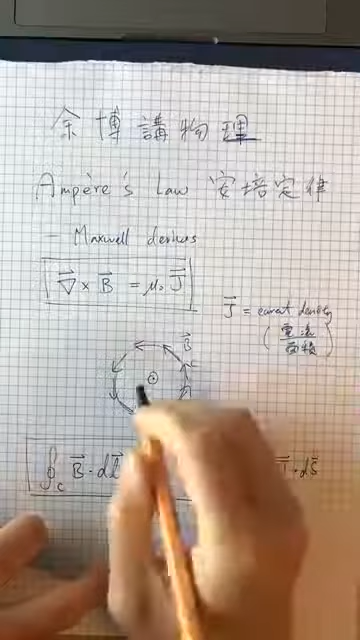 余博講物理
Ampère's Law 安培定律
- Maxwell derives
∇⃗ × B⃗ = μ₀ J⃗
J⃗ = current density
(電流/面積)
B⃗
∮c B⃗·dl⃗
·ds⃗